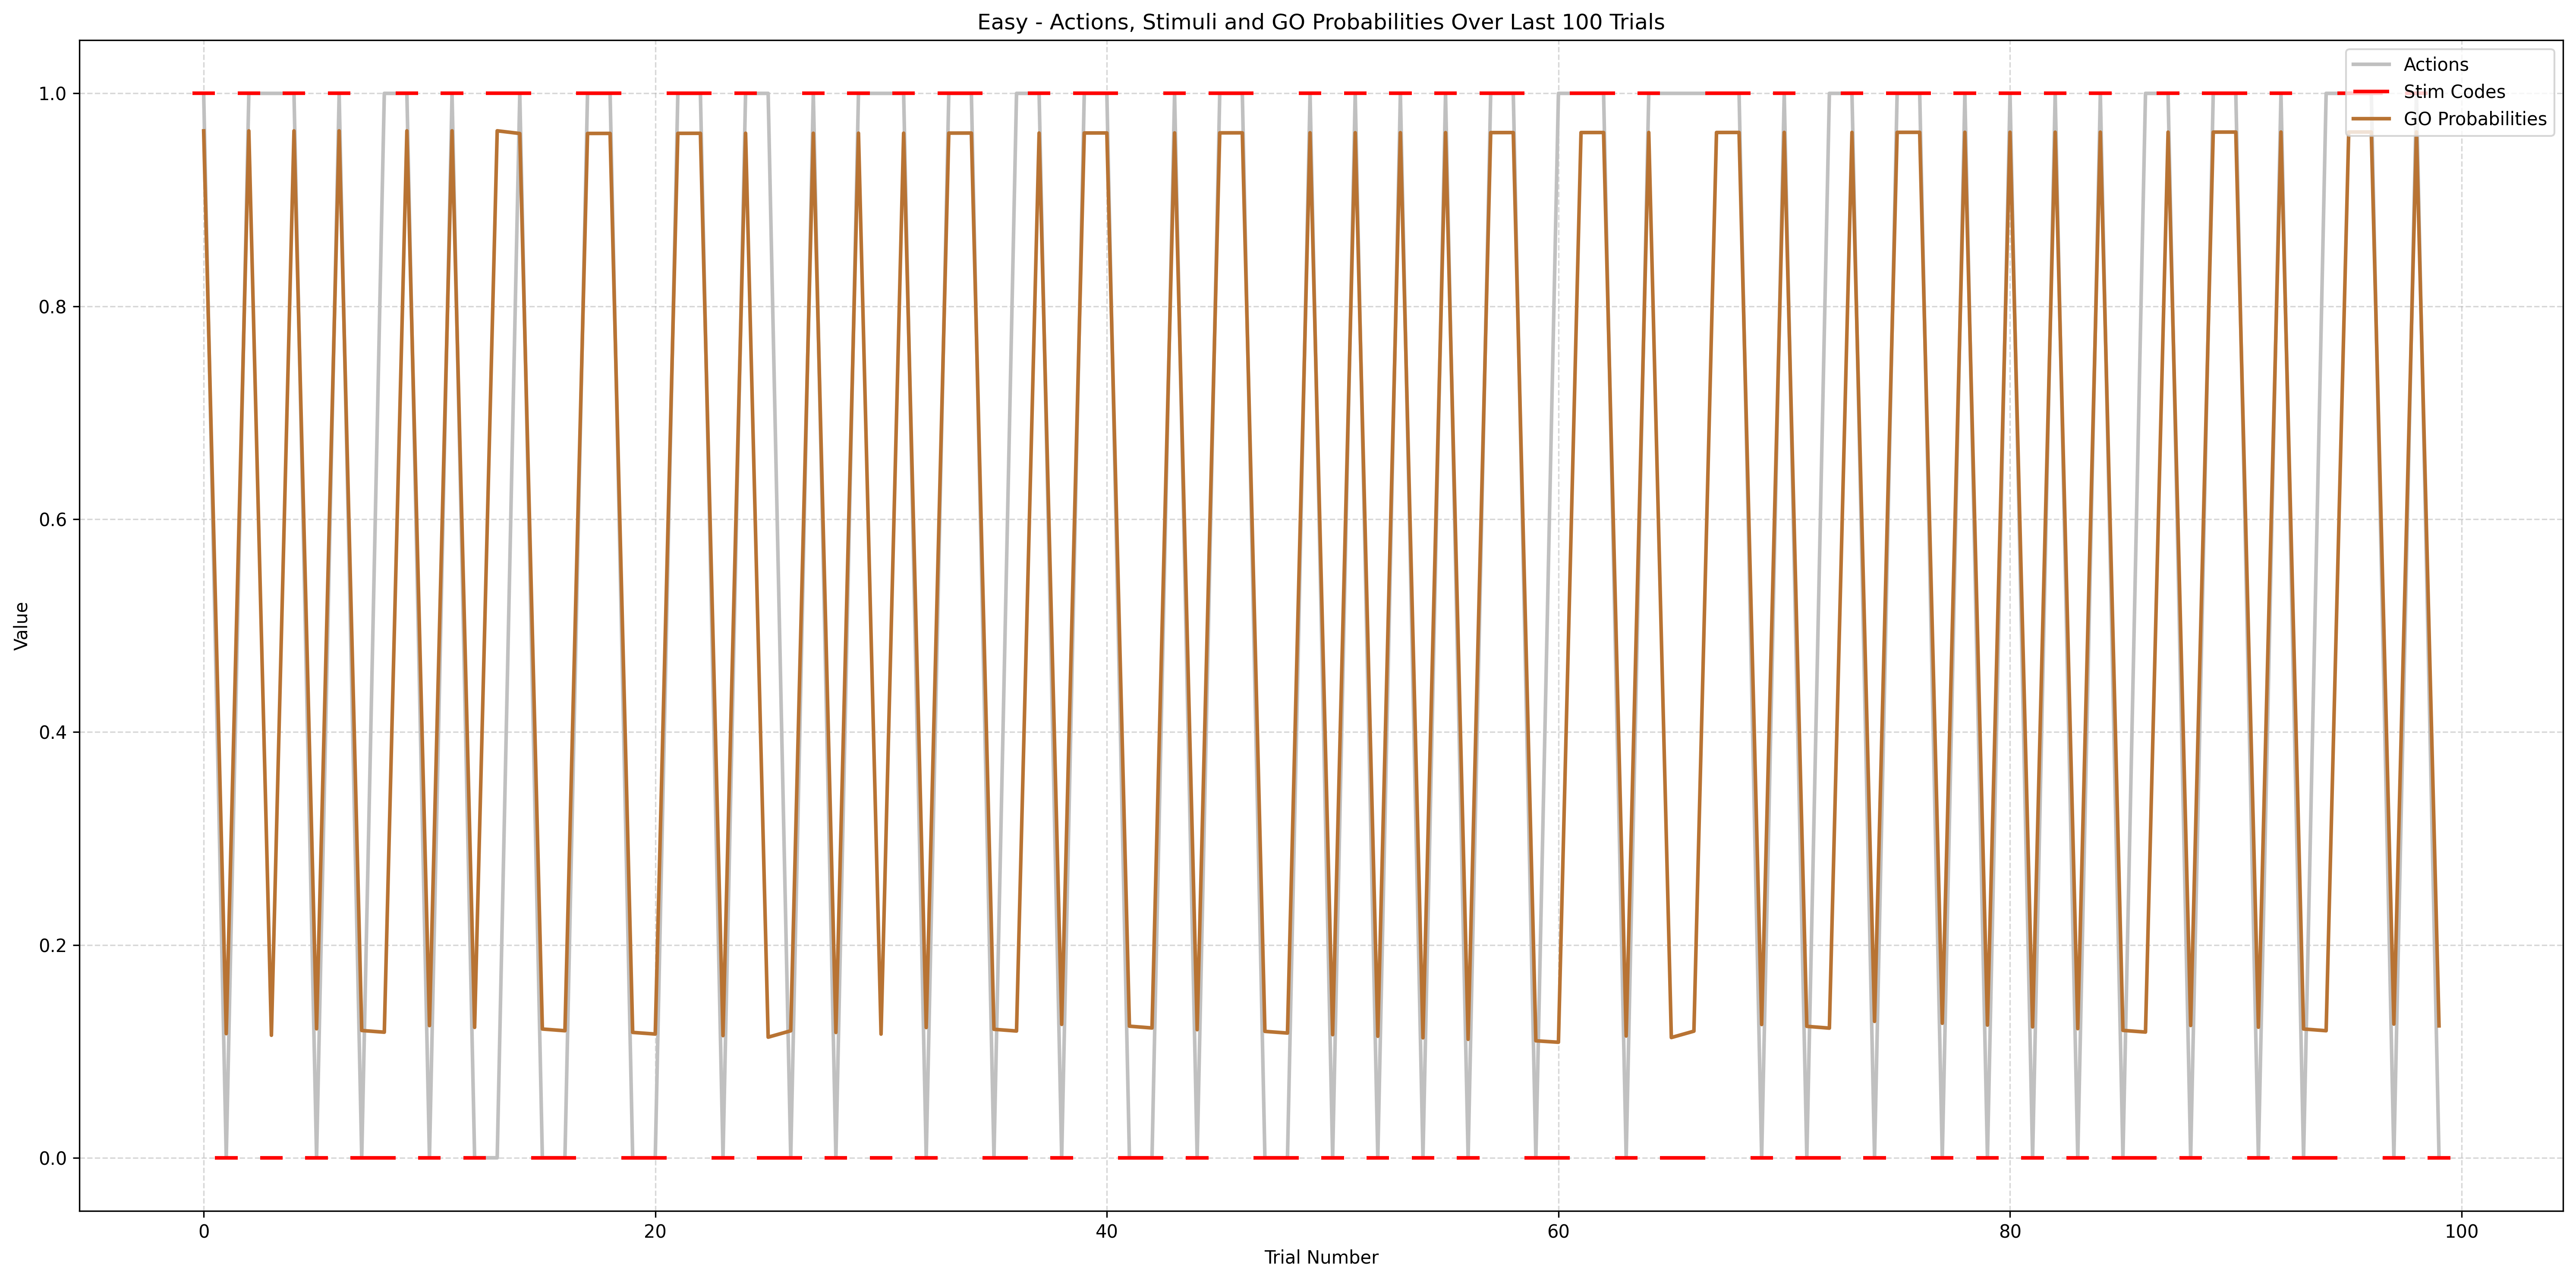 Easy - Actions, Stimuli and GO Probabilities Over Last 100 Trials
Actions
Stim Codes
GO Probabilities
Value
1.0
0.8
0.6
0.4
0.2
0.0
0 20 40 60 80 100
Trial Number